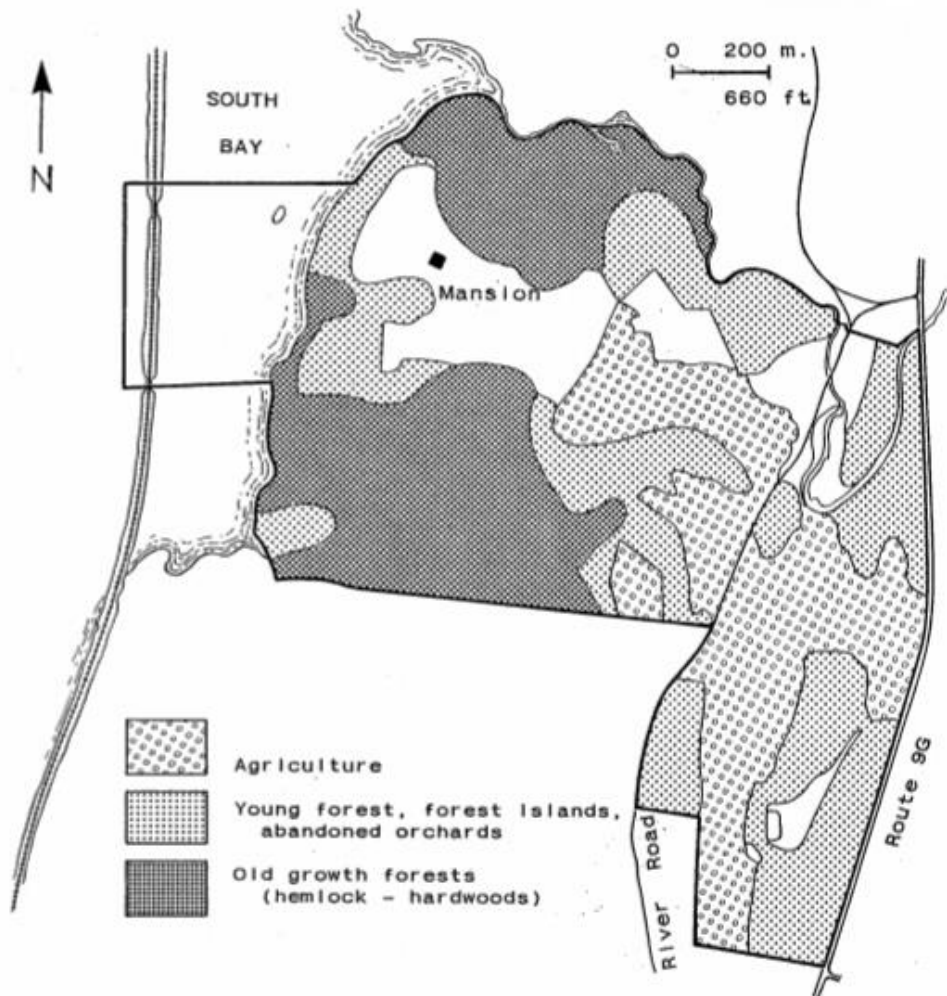 0 200 m.
660 ft
SOUTH
BAY
N
Mansion
Agriculture
Young forest, forest islands,
abandoned orchards
Old growth forests
(hemlock - hardwoods)
River Road
Route 9G